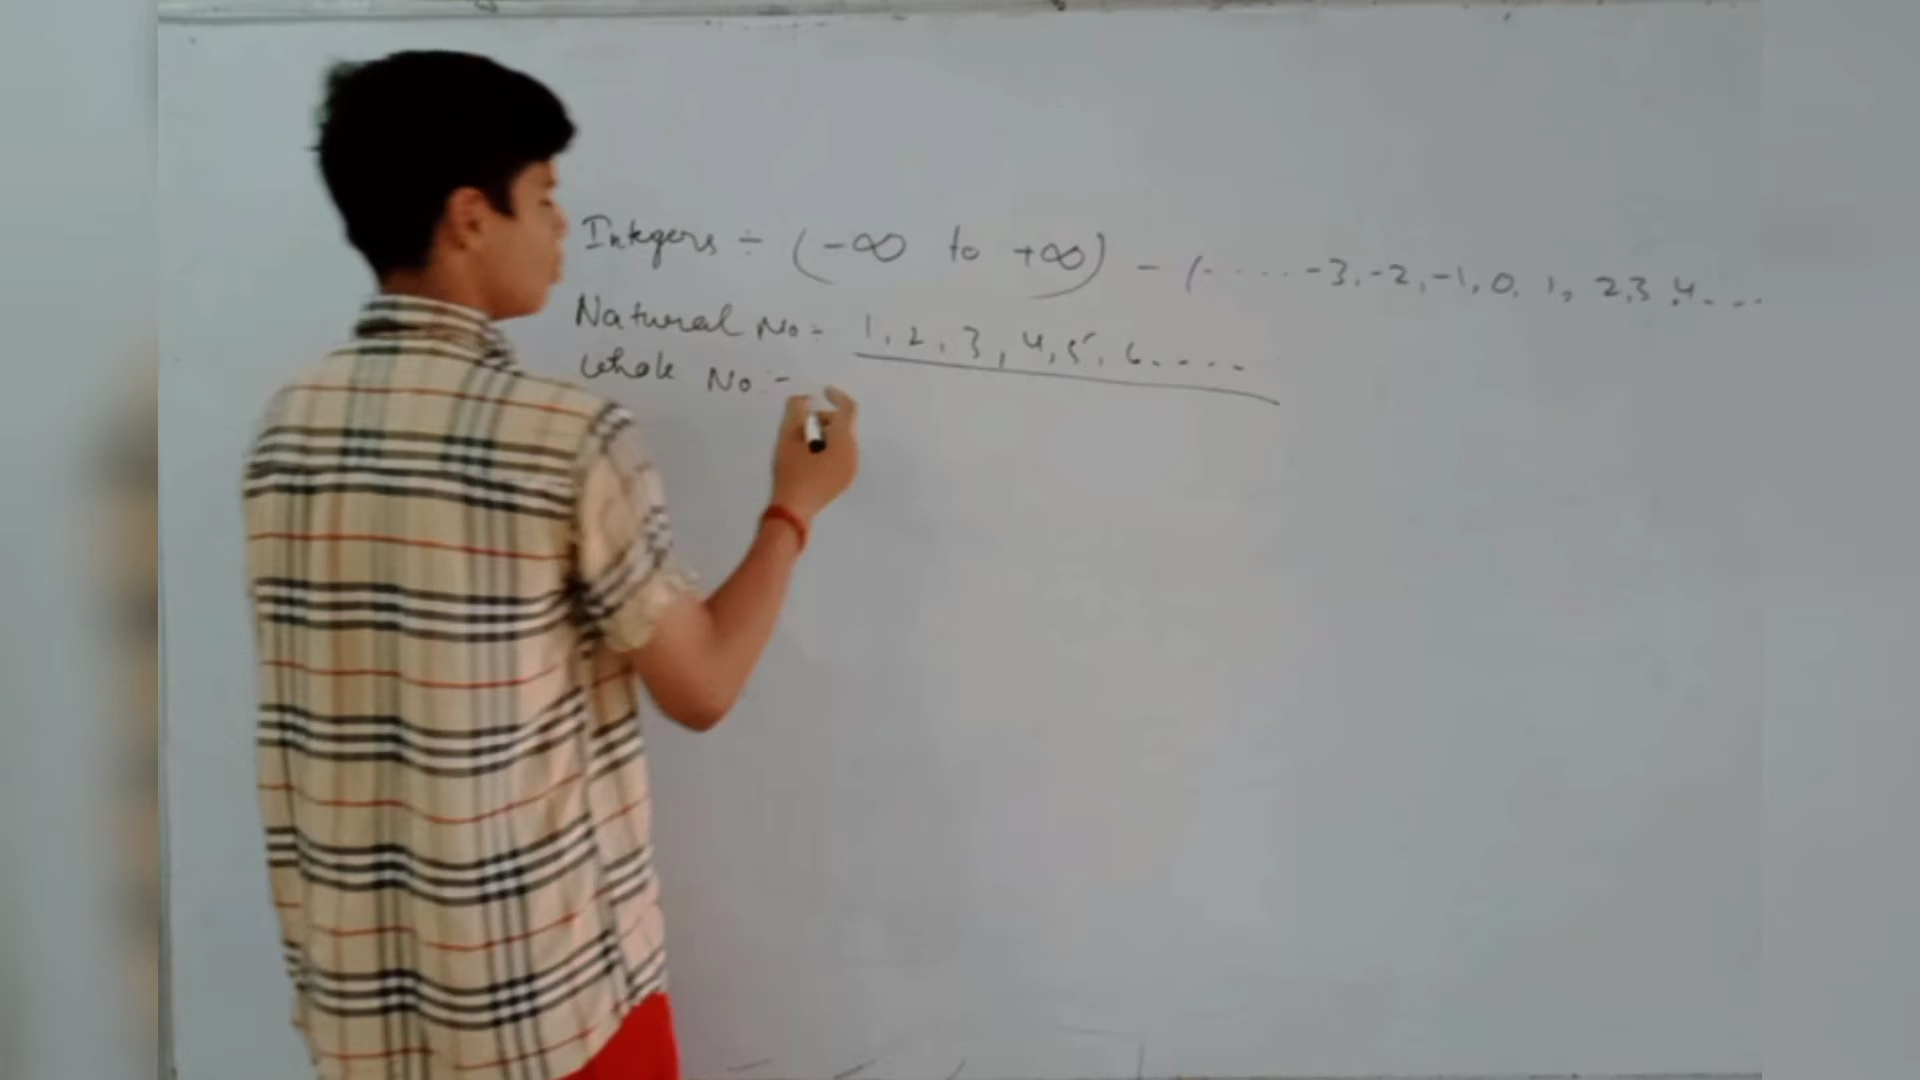 Integers ÷ (-∞ to +∞) - (.....-3,-2,-1,0,1,2,3,4....
Natural No = 1,2,3,4,5,6....
Whole No =